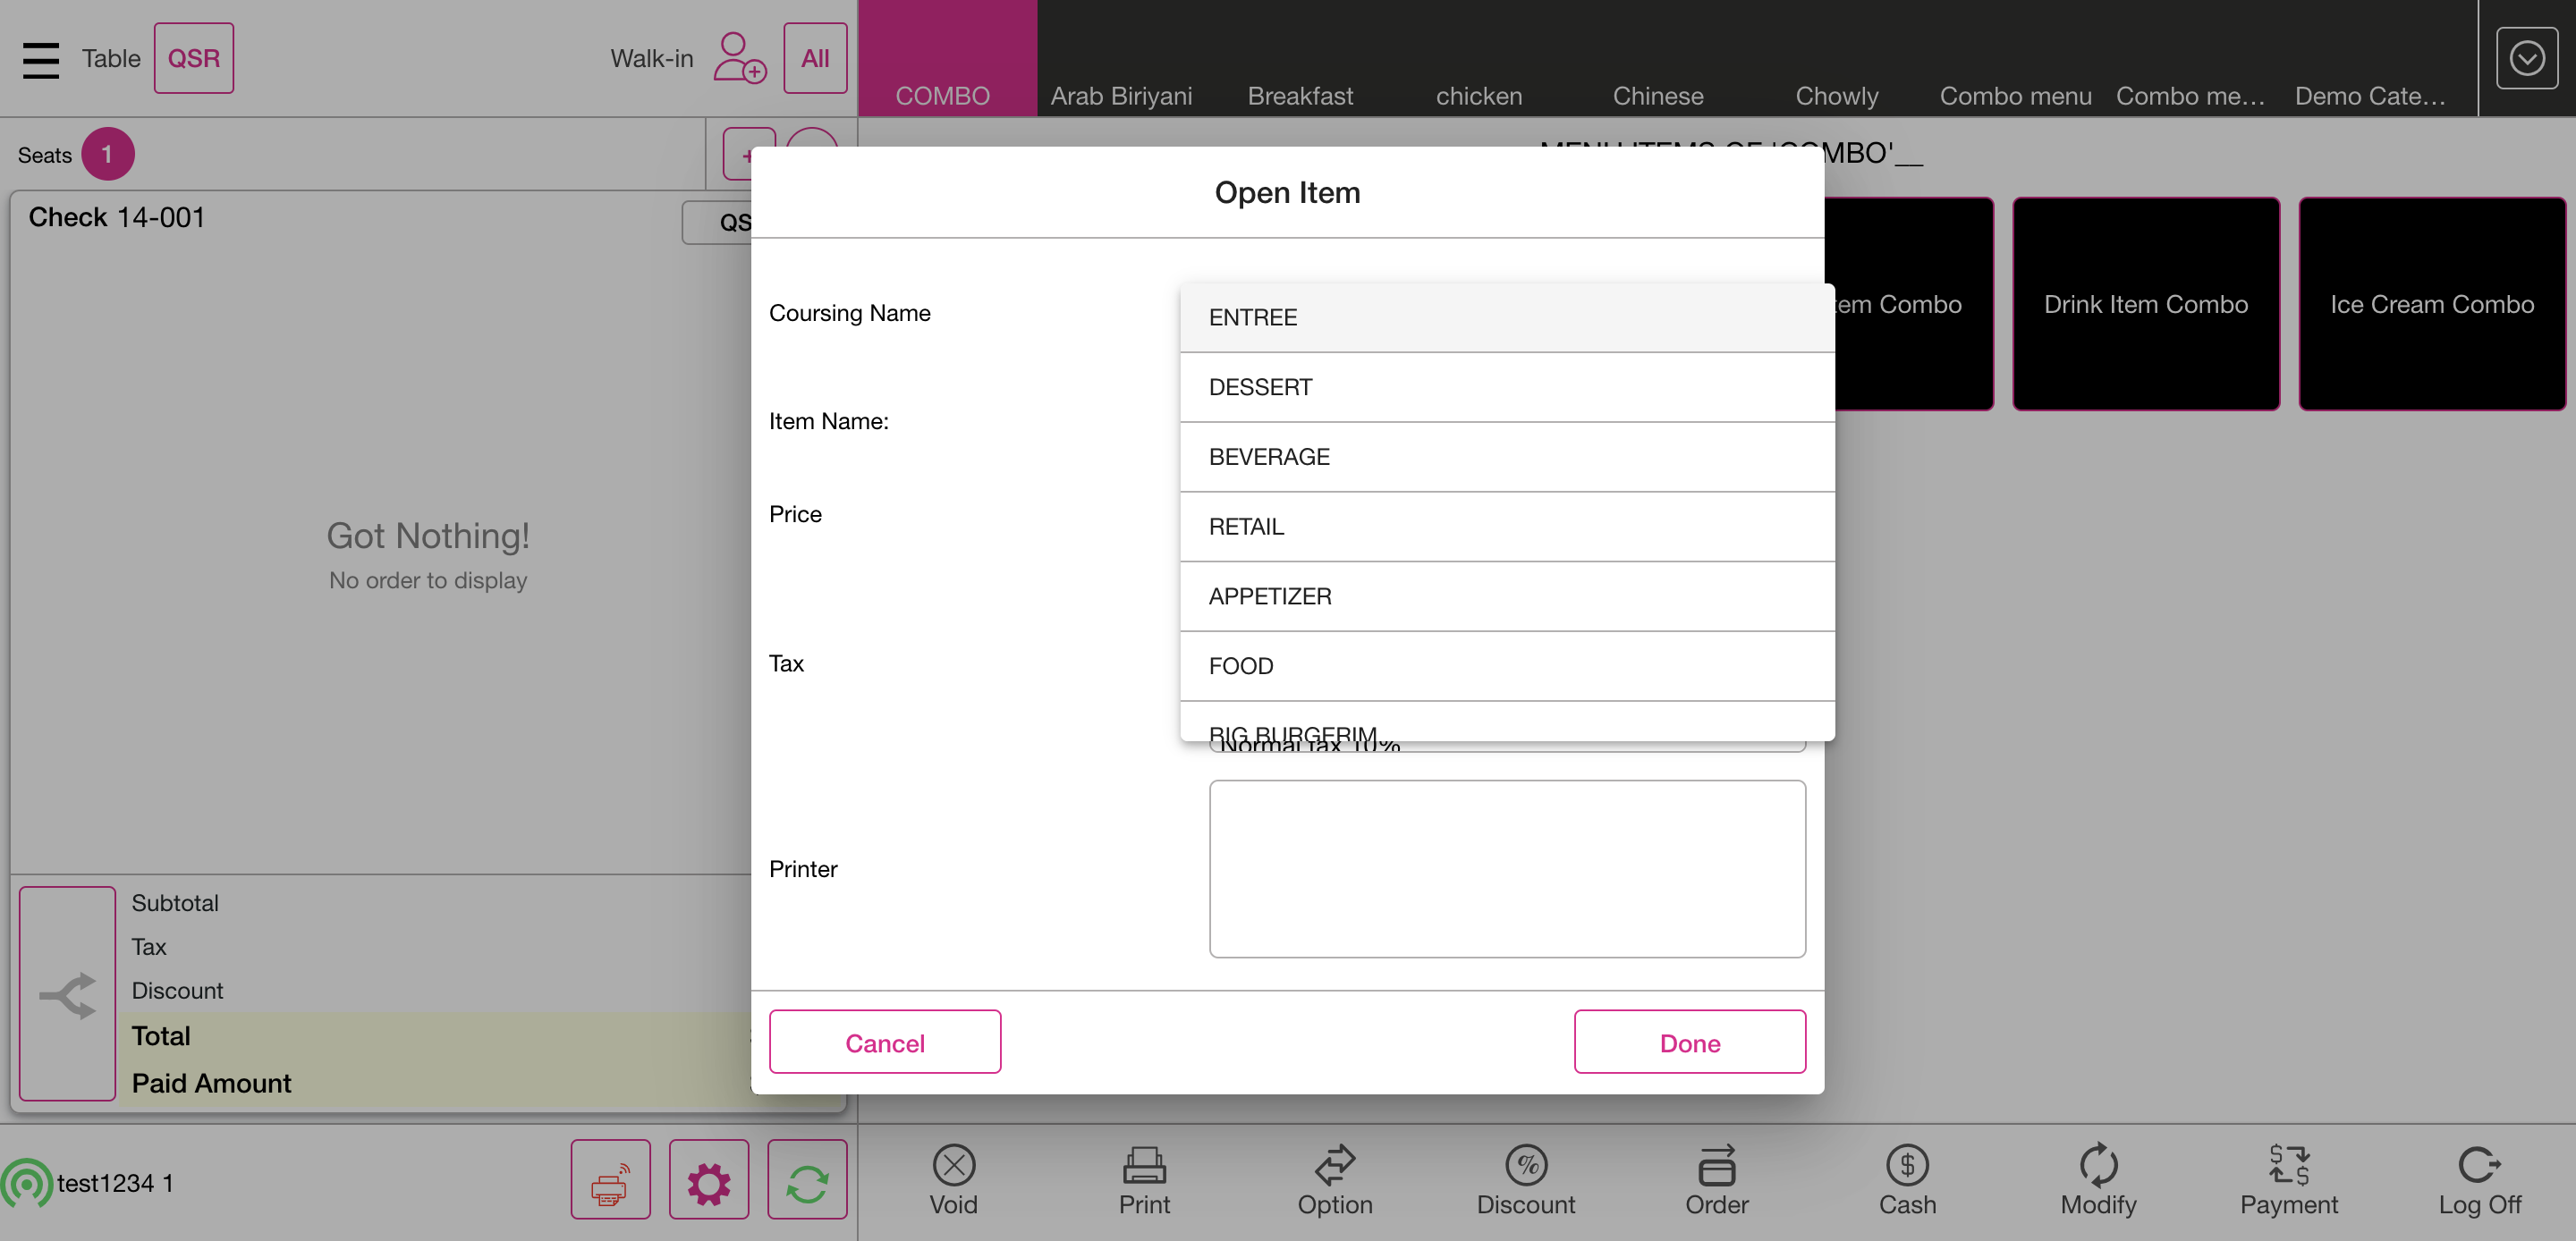 Table QSR Walk-in All
COMBO Arab Biriyani Breakfast chicken Chinese Chowly Combo menu Combo me... Demo Cate...
Seats 1 +
MENU ITEMS OF 'COMBO'__
Check 14-001
Open Item
Coursing Name
Item Name:
Price
Tax
Printer
ENTREE
DESSERT
BEVERAGE
RETAIL
APPETIZER
FOOD
BIG BURGERIM
Normal tax 10%
Cancel Done
Combo
Drink Item Combo
Ice Cream Combo
Got Nothing!
No order to display
Subtotal
Tax
Discount
Total
Paid Amount
test1234 1
Void Print Option Discount Order Cash Modify Payment Log Off